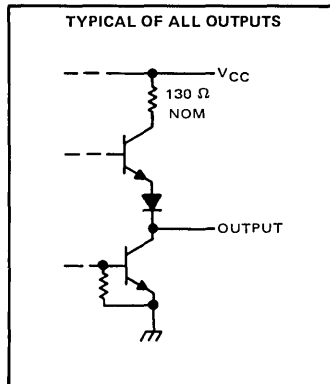 TYPICAL OF ALL OUTPUTS
VCC
130 Ω
NOM
OUTPUT